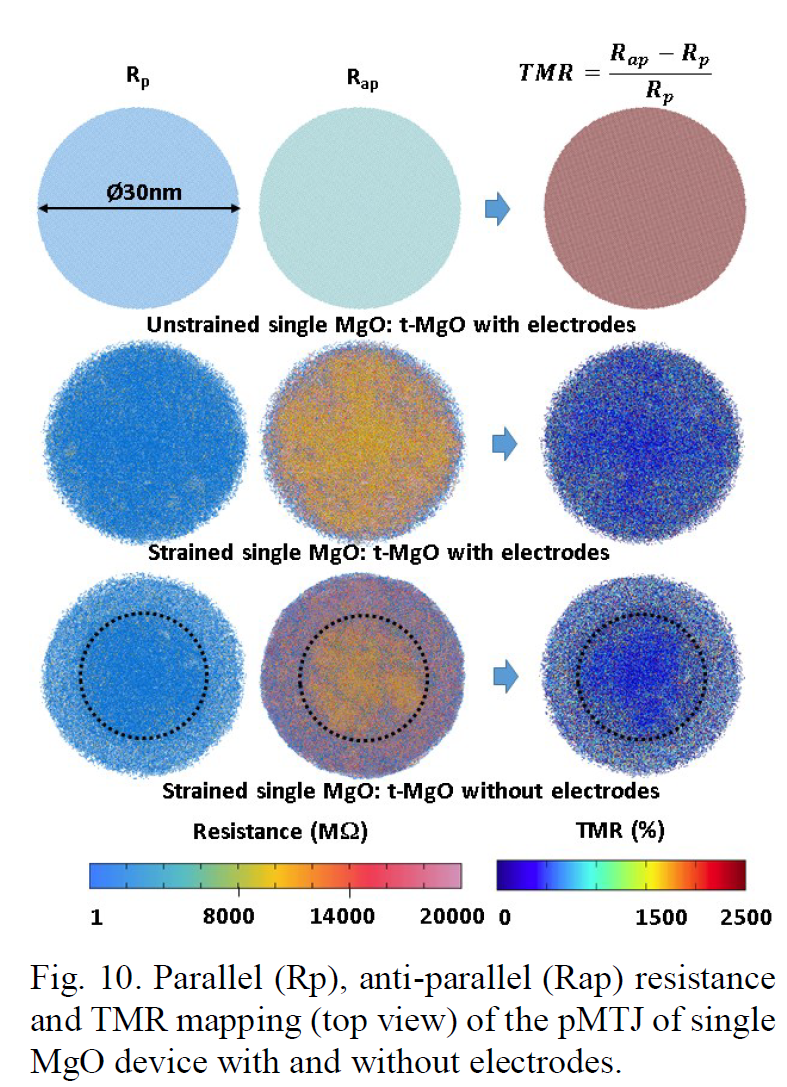 Rp Rap TMR = (Rap − Rp) / Rp
Ø30nm
Unstrained single MgO: t-MgO with electrodes
Strained single MgO: t-MgO with electrodes
Strained single MgO: t-MgO without electrodes
Resistance (MΩ) TMR (%)
1 8000 14000 20000 0 1500 2500
Fig. 10. Parallel (Rp), anti-parallel (Rap) resistance
and TMR mapping (top view) of the pMTJ of single
MgO device with and without electrodes.